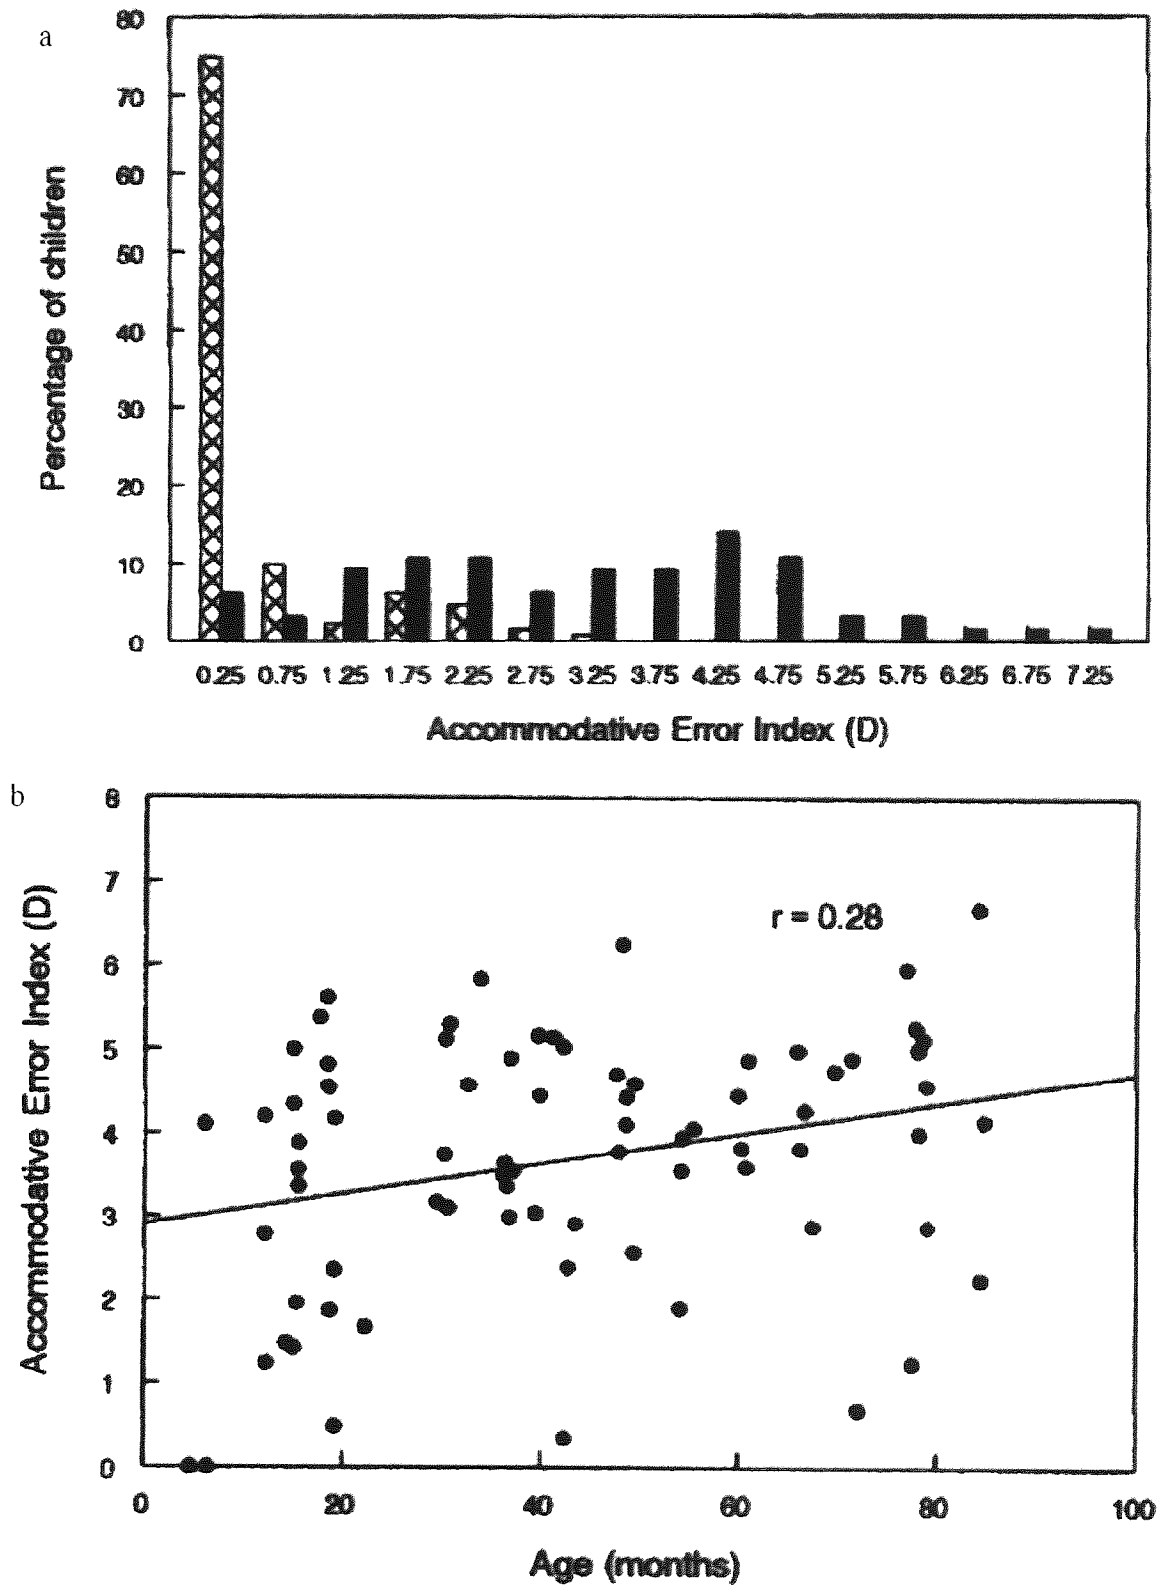 a
80
70
60
50
40
30
20
10
0
Percentage of children
0.25 0.75 1.25 1.75 2.25 2.75 3.25 3.75 4.25 4.75 5.25 5.75 6.25 6.75 7.25
Accommodative Error Index (D)
b
8
7
6
5
4
3
2
1
0
Accommodative Error Index (D)
r = 0.28
0 20 40 60 80 100
Age (months)